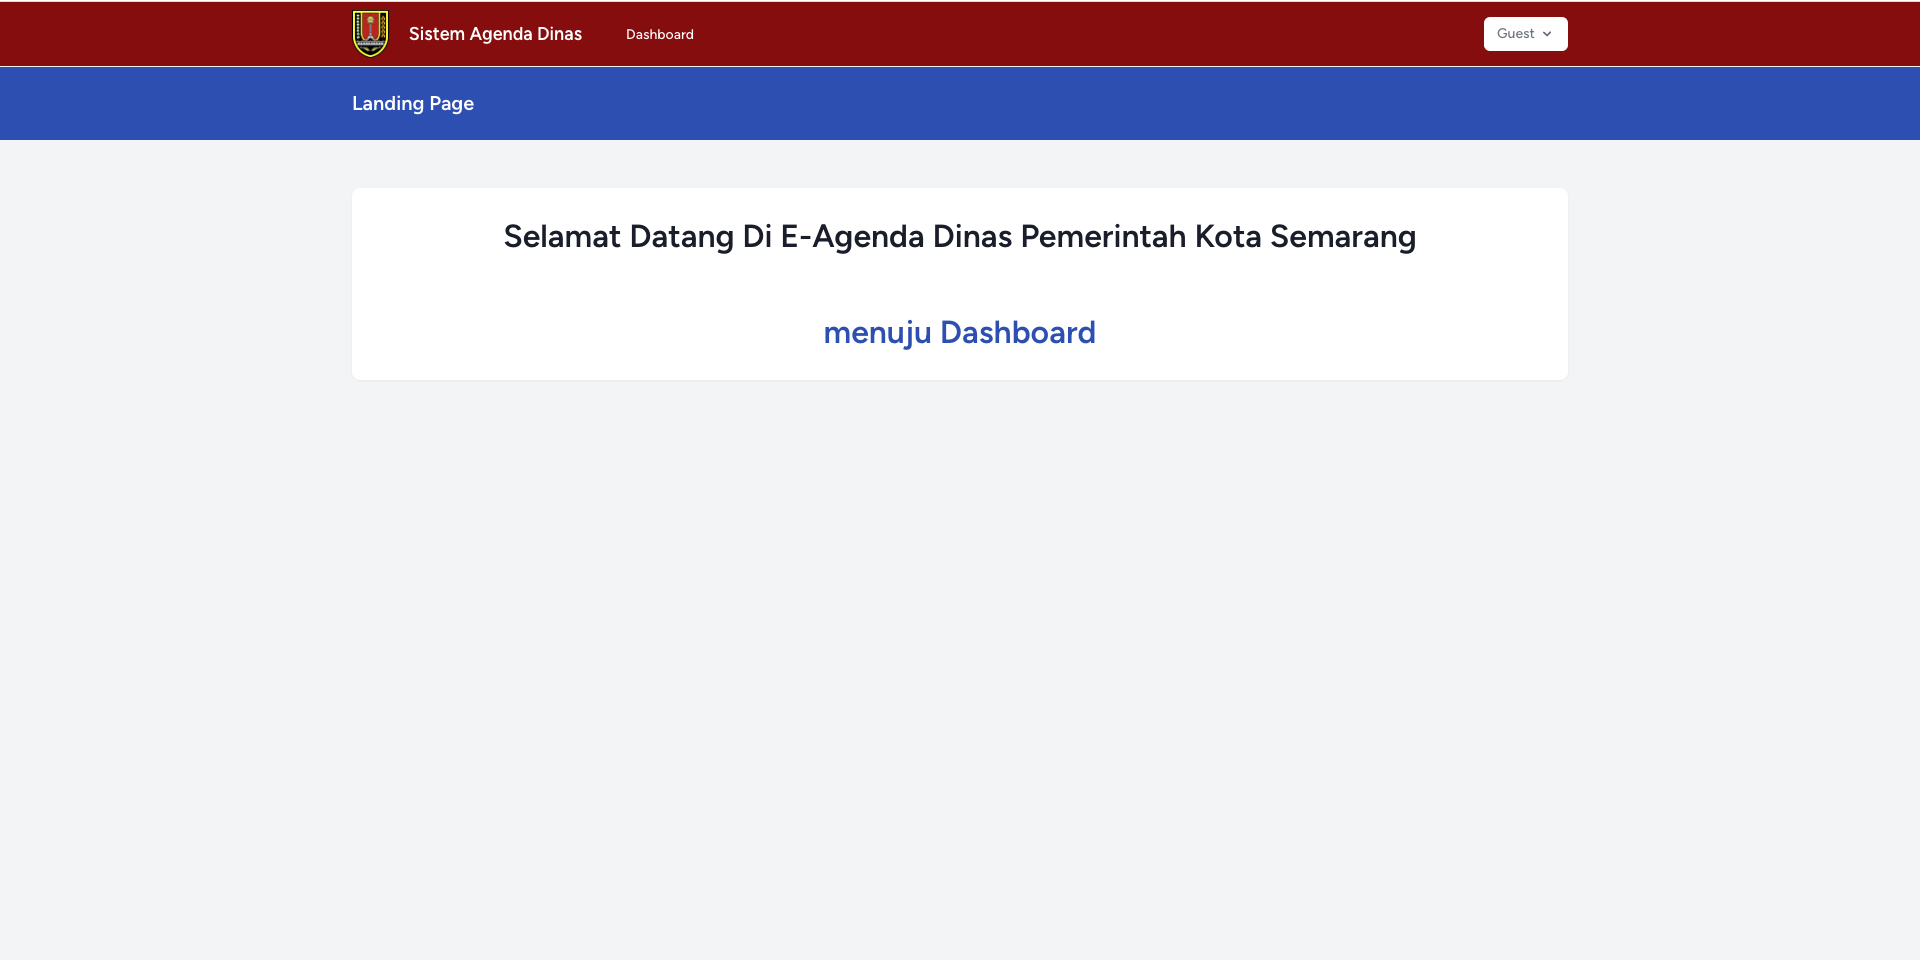 Sistem Agenda Dinas
Dashboard
Guest
Landing Page
Selamat Datang Di E-Agenda Dinas Pemerintah Kota Semarang
menuju Dashboard